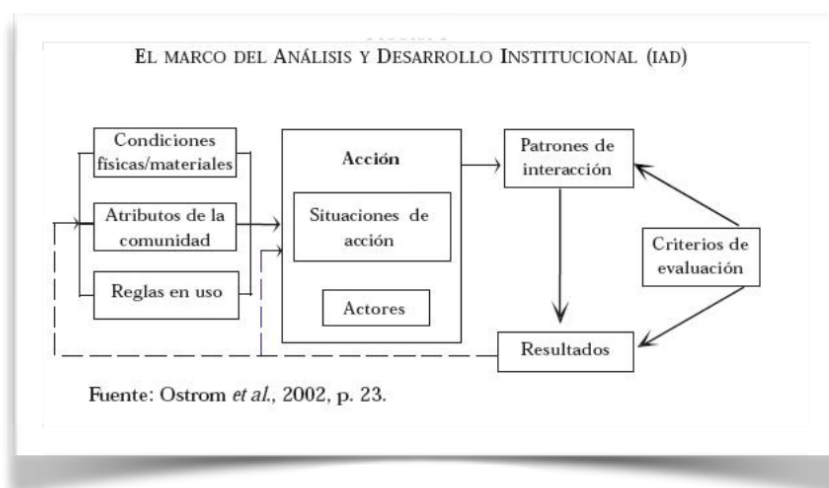 EL MARCO DEL ANÁLISIS Y DESARROLLO INSTITUCIONAL (IAD)
Condiciones
físicas/materiales
Atributos de la
comunidad
Reglas en uso
Acción
Situaciones de
acción
Actores
Patrones de
interacción
Criterios de
evaluación
Resultados
Fuente: Ostrom et al., 2002, p. 23.